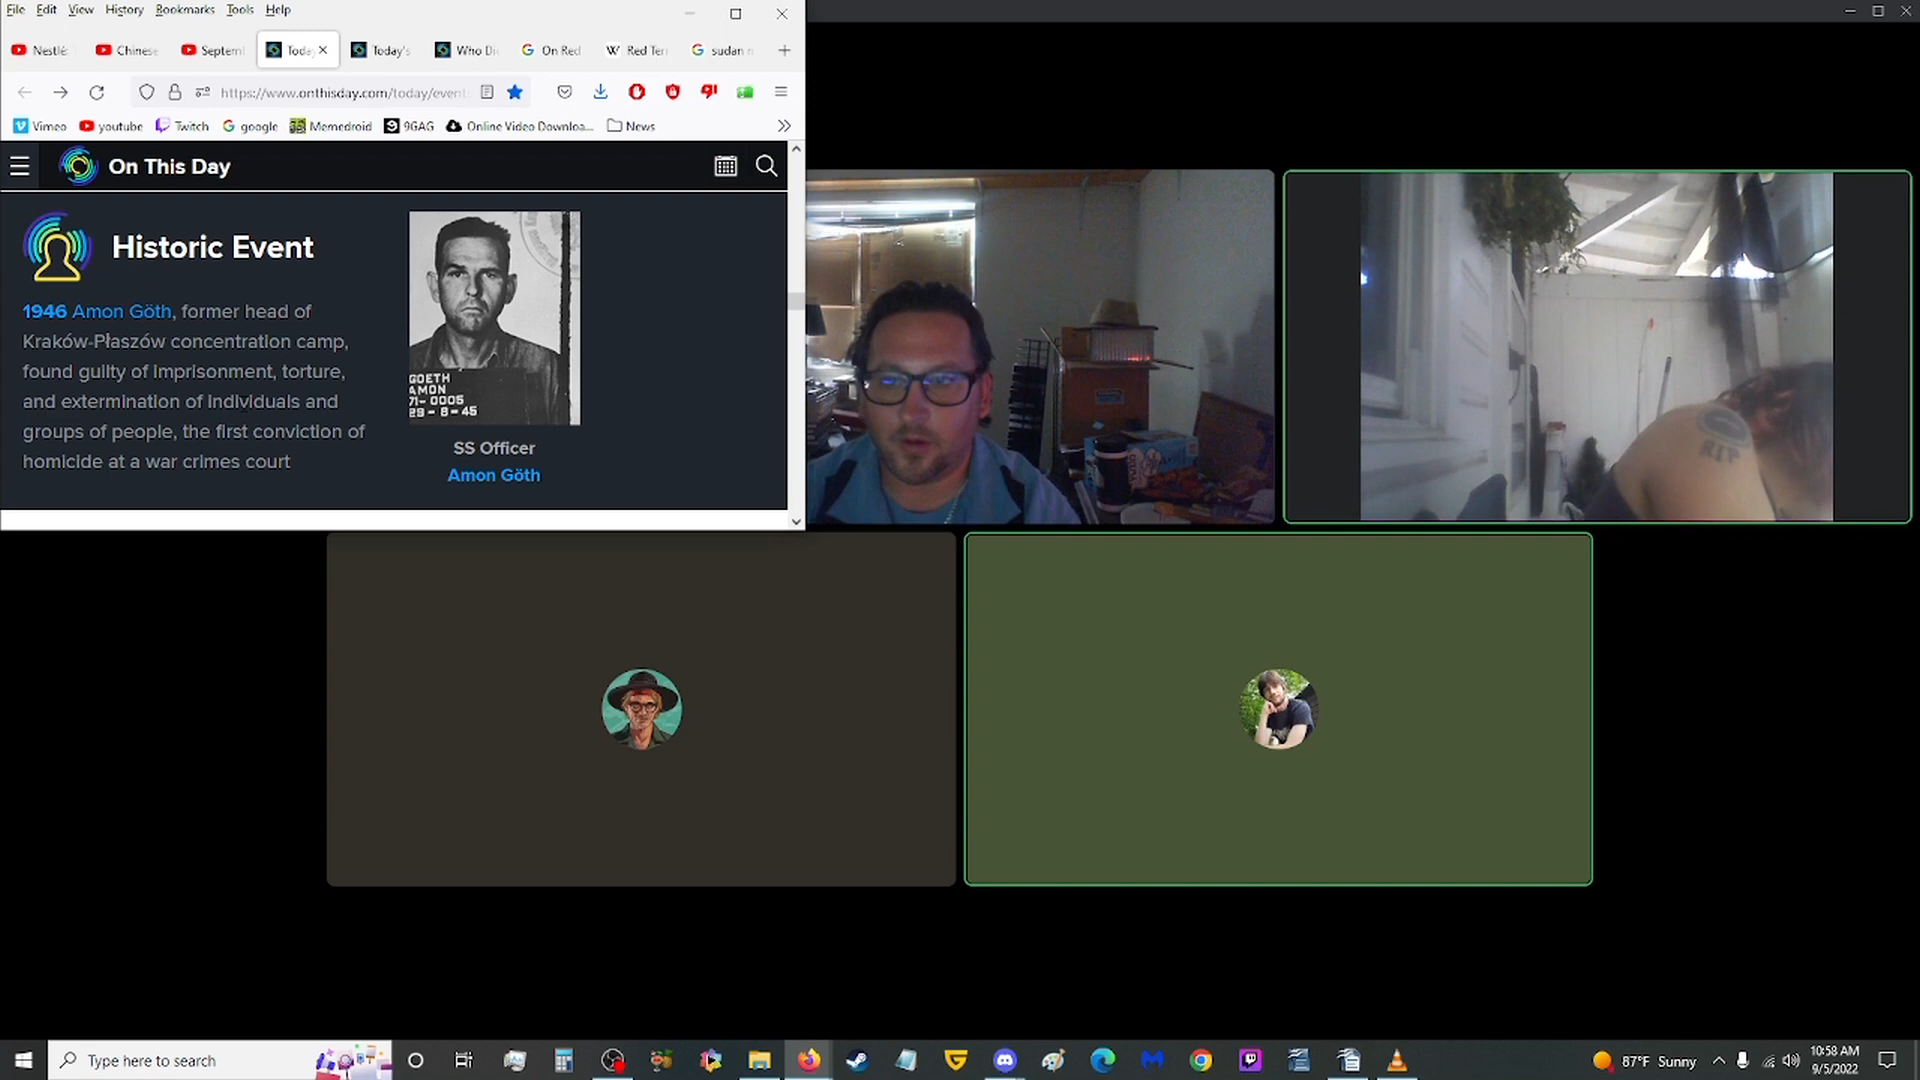 File Edit View History Bookmarks Tools Help
Nestlé Chinese Septem Today Today's Who Di On Red Red Ter sudan
https://www.onthisday.com/today/event
Vimeo youtube Twitch google Memedroid 9GAG Online Video Downloa... News
On This Day
Historic Event
1946 Amon Göth, former head of
Kraków-Płaszów concentration camp,
found guilty of imprisonment, torture,
and extermination of individuals and
groups of people, the first conviction of
homicide at a war crimes court
GOETH
AMON
71-0005
29-8-45
SS Officer
Amon Göth
RIP
Type here to search
87°F Sunny
10:58 AM
9/5/2022